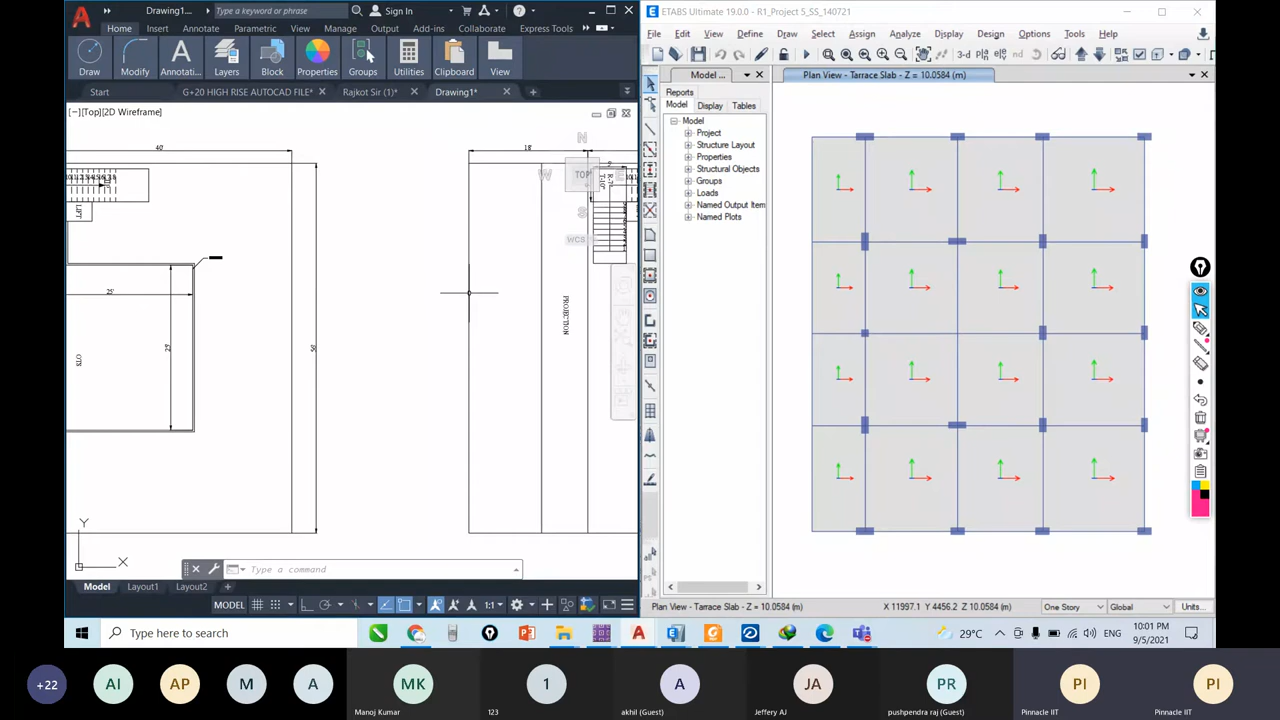 Drawing1...
Type a keyword or phrase
Sign In
Home Insert Annotate Parametric View Manage Output Add-ins Collaborate Express Tools
Draw Modify Annotati... Layers Block Properties Groups Utilities Clipboard View
Start G+20 HIGH RISE AUTOCAD FILE* Rajkot Sir (1)* Drawing1*
[−][Top][2D Wireframe]
40'
18'
N
W TOP
S
WCS
LIFT
25'
25'
OTS
50'
PROJECTION
Y
X
Type a command
Model Layout1 Layout2 +
MODEL 1:1
ETABS Ultimate 19.0.0 - R1_Project 5_SS_140721
File Edit View Define Draw Select Assign Analyze Display Design Options Tools Help
3-d
Model ...
Plan View - Tarrace Slab - Z = 10.0584 (m)
Reports
Model Display Tables
Model
Project
Structure Layout
Properties
Structural Objects
Groups
Loads
Named Output Item
Named Plots
Plan View - Tarrace Slab - Z = 10.0584 (m) X 11997.1 Y 4456.2 Z 10.0584 (m) One Story Global Units...
Type here to search
29°C
ENG
10:01 PM
9/5/2021
+22 AI AP M A MK 1 A JA PR PI PI
Manoj Kumar 123 akhil (Guest) Jeffery AJ pushpendra raj (Guest) Pinnacle IIT Pinnacle IIT